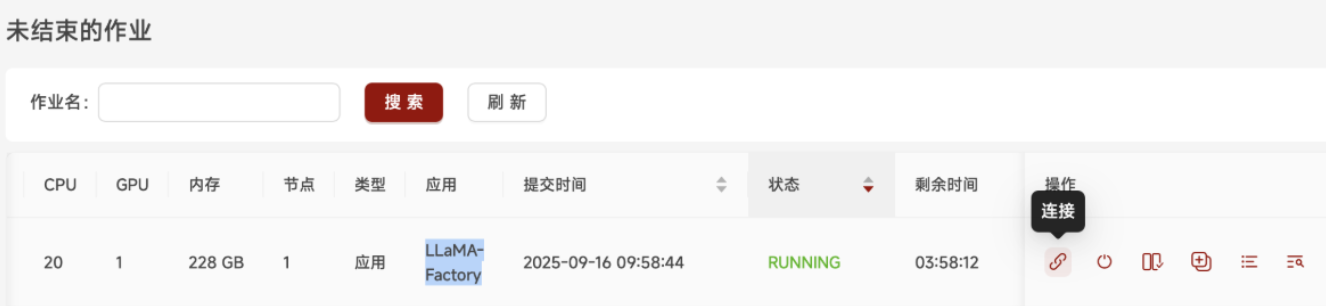 未结束的作业
作业名:
搜 索
刷 新
CPU GPU 内存 节点 类型 应用 提交时间 状态 剩余时间 操作
连接
20 1 228 GB 1 应用 LLaMA-
Factory 2025-09-16 09:58:44 RUNNING 03:58:12